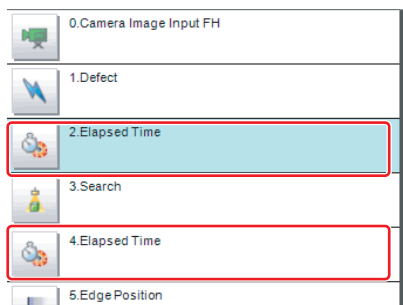 0.Camera Image Input FH
1.Defect
2.Elapsed Time
3.Search
4.Elapsed Time
5.Edge Position